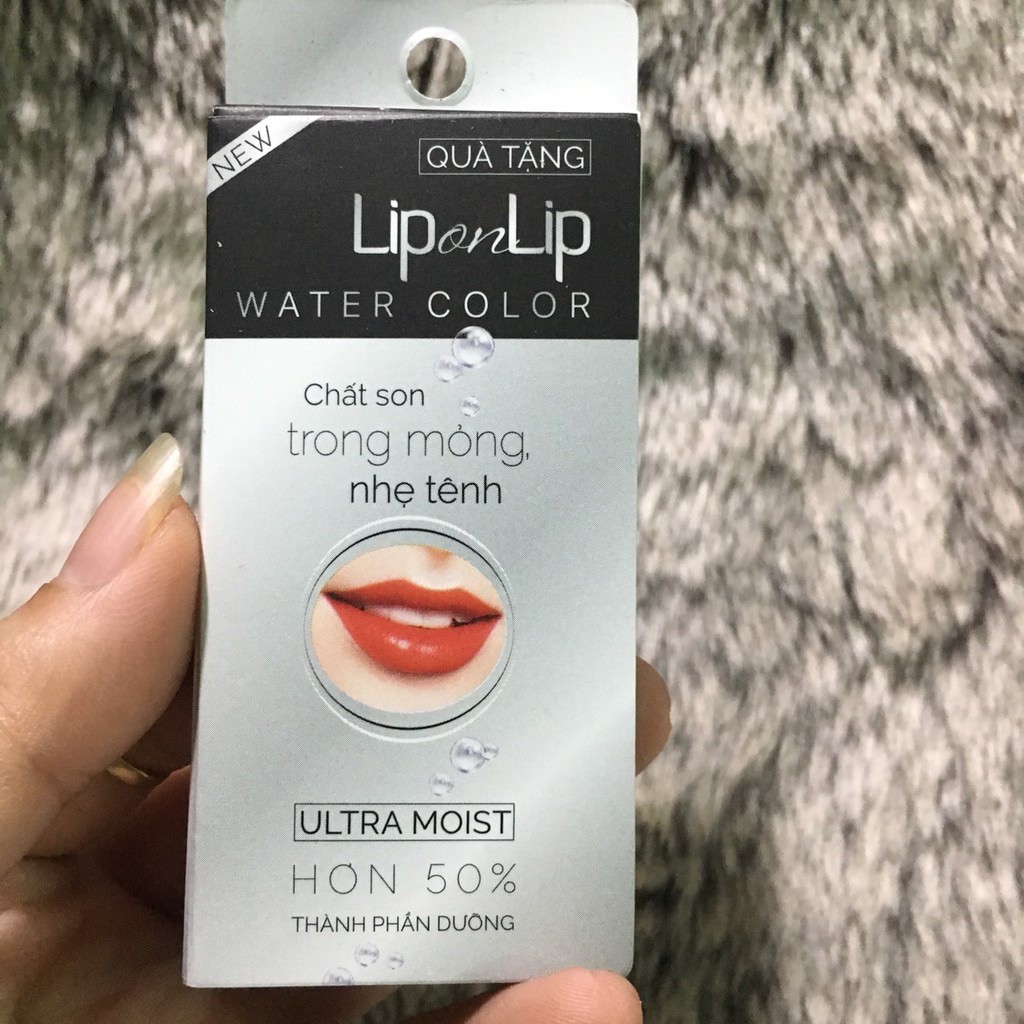 NEW
QUÀ TẶNG
LiponLip
WATER COLOR
Chất son
trong mỏng,
nhẹ tênh
ULTRA MOIST
HƠN 50%
THÀNH PHẦN DƯỠNG